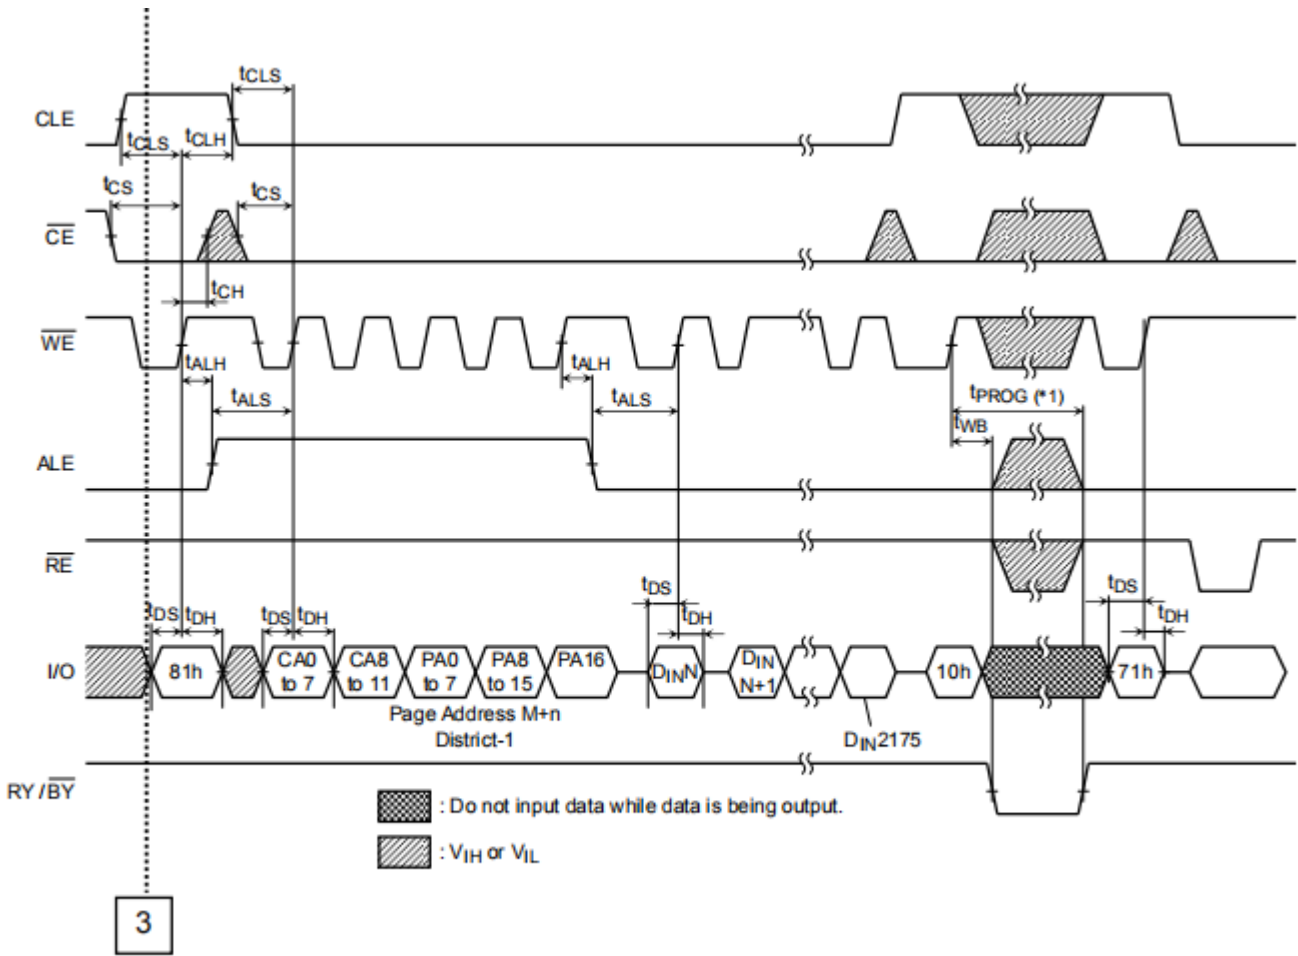 tCLS
CLE
tCLS
tCLH
tCS
tCS
CE
tCH
WE
tALH
tALH
tALS
tALS
tPROG (*1)
tWB
ALE
RE
tDS
tDH
tDS
tDH
tDS
tDH
tDS
tDH
I/O
81h
CA0 to 7
CA8 to 11
PA0 to 7
PA8 to 15
PA16
DINN
DIN N+1
10h
71h
Page Address M+n
District-1
DIN2175
RY/BY
: Do not input data while data is being output.
: VIH or VIL
3